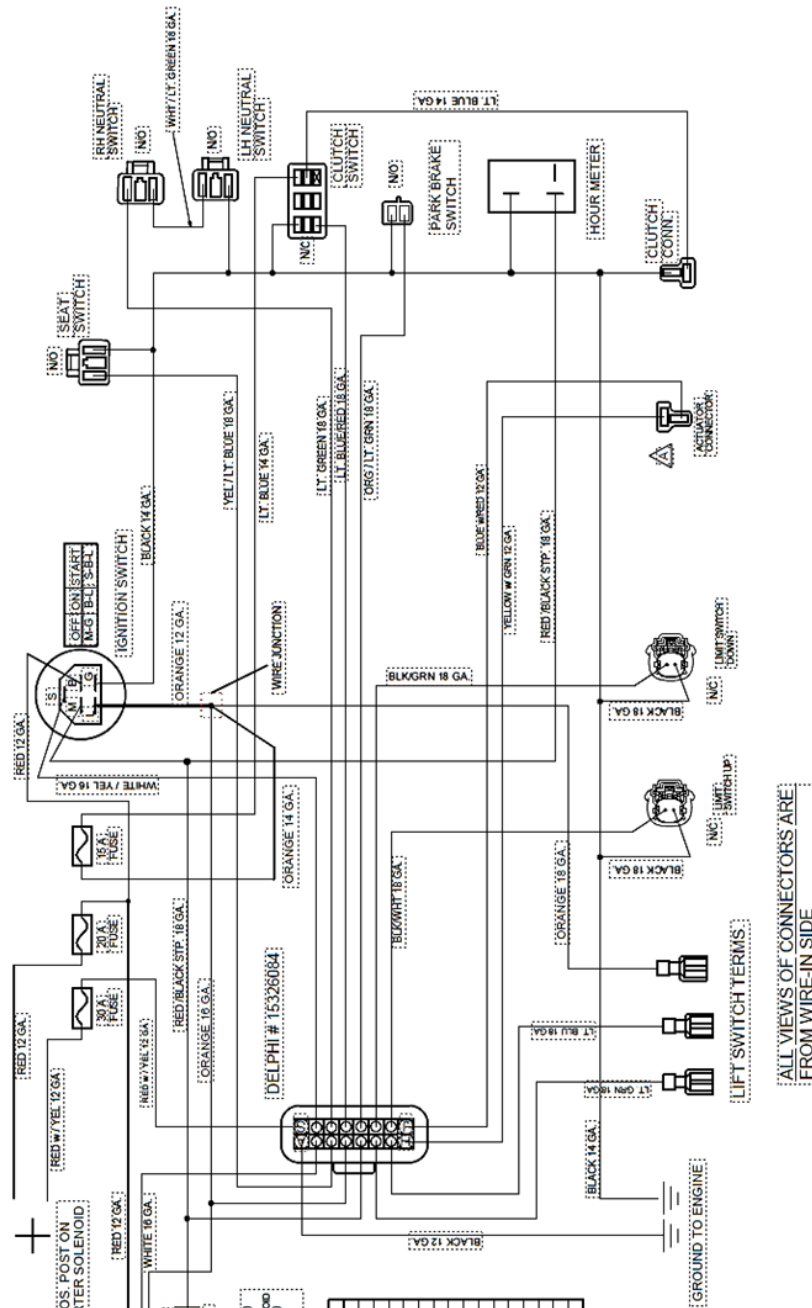 RH NEUTRAL
SWITCH
N/O
WHT / LT. GREEN 18 GA.
N/O
LH NEUTRAL
SWITCH
LT. BLUE 14 GA.
CLUTCH
SWITCH
N/C
N/O
PARK BRAKE
SWITCH
HOUR METER
CLUTCH
CONN.
SEAT
SWITCH
N/O
BLACK 14 GA.
YEL / LT. BLUE 18 GA.
LT. BLUE 14 GA.
LT. GREEN 18 GA.
LT. BLUE/RED 18 GA.
ORG / LT. GRN 18 GA.
BLUE W/RED 12 GA.
YELLOW W GRN 12 GA
RED /BLACK STP. 18 GA.
A
ACTUATOR
CONNECTOR
OFF ON START
M-G B-L S-B-L
IGNITION SWITCH
S
M
B
L
G
RED 12 GA.
WHITE / YEL 16 GA.
ORANGE 12 GA.
WIRE JUNCTION
BLK/GRN 18 GA.
BLACK 18 GA.
N/C
LIMIT SWITCH
DOWN
15 A
FUSE
20 A
FUSE
30 A
FUSE
ORANGE 14 GA.
BLK/WHT 18 GA.
ORANGE 18 GA.
BLACK 18 GA.
N/C
LIMIT
SWITCH UP
RED 12 GA.
RED W/ YEL 12 GA
RED W/ YEL 12 GA
RED /BLACK STP. 18 GA.
ORANGE 16 GA.
DELPHI # 15326084
LT BLU 18 GA
LT GRN 18GA
LIFT SWITCH TERMS.
OS. POST ON
RTER SOLENOID
RED 12 GA.
WHITE 16 GA.
BLACK 12 GA
BLACK 14 GA.
GROUND TO ENGINE
ALL VIEWS OF CONNECTORS ARE
FROM WIRE-IN SIDE